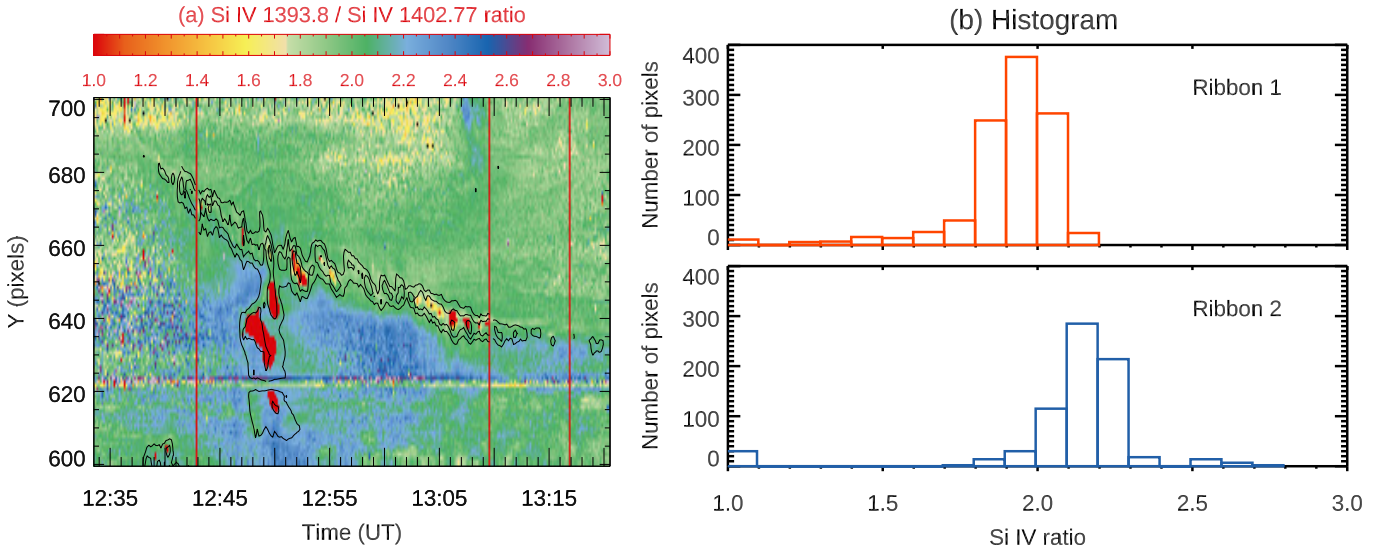 (a) Si IV 1393.8 / Si IV 1402.77 ratio
1.0 1.2 1.4 1.6 1.8 2.0 2.2 2.4 2.6 2.8 3.0
700
680
660
640
620
600
Y (pixels)
12:35 12:45 12:55 13:05 13:15
Time (UT)
(b) Histogram
400
300
200
100
0
Number of pixels
Ribbon 1
400
300
200
100
0
Number of pixels
Ribbon 2
1.0 1.5 2.0 2.5 3.0
Si IV ratio